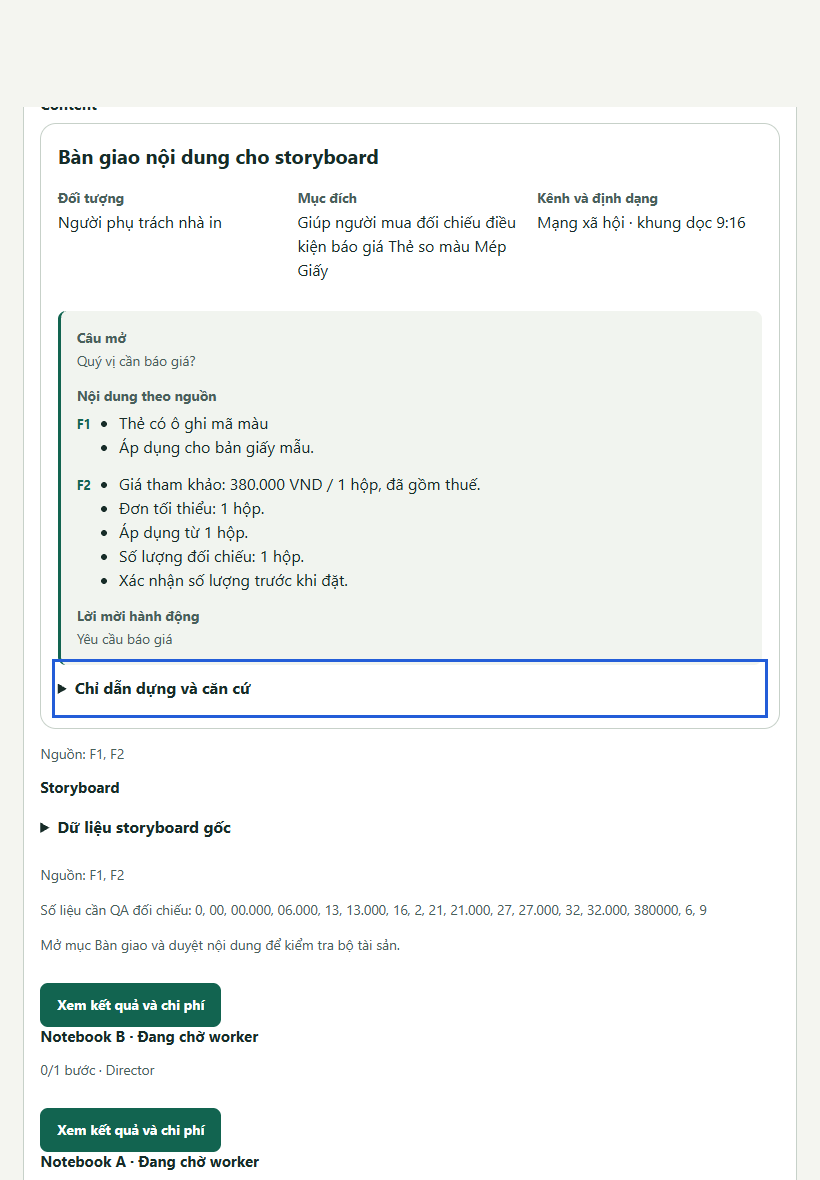 Content
Bàn giao nội dung cho storyboard
Đối tượng
Người phụ trách nhà in
Mục đích
Giúp người mua đối chiếu điều
kiện báo giá Thẻ so màu Mép
Giấy
Kênh và định dạng
Mạng xã hội · khung dọc 9:16
Câu mở
Quý vị cần báo giá?
Nội dung theo nguồn
F1 • Thẻ có ô ghi mã màu
• Áp dụng cho bản giấy mẫu.
F2 • Giá tham khảo: 380.000 VND / 1 hộp, đã gồm thuế.
• Đơn tối thiểu: 1 hộp.
• Áp dụng từ 1 hộp.
• Số lượng đối chiếu: 1 hộp.
• Xác nhận số lượng trước khi đặt.
Lời mời hành động
Yêu cầu báo giá
▶ Chỉ dẫn dựng và căn cứ
Nguồn: F1, F2
Storyboard
▶ Dữ liệu storyboard gốc
Nguồn: F1, F2
Số liệu cần QA đối chiếu: 0, 00, 00.000, 06.000, 13, 13.000, 16, 2, 21, 21.000, 27, 27.000, 32, 32.000, 380000, 6, 9
Mở mục Bàn giao và duyệt nội dung để kiểm tra bộ tài sản.
Xem kết quả và chi phí
Notebook B · Đang chờ worker
0/1 bước · Director
Xem kết quả và chi phí
Notebook A · Đang chờ worker